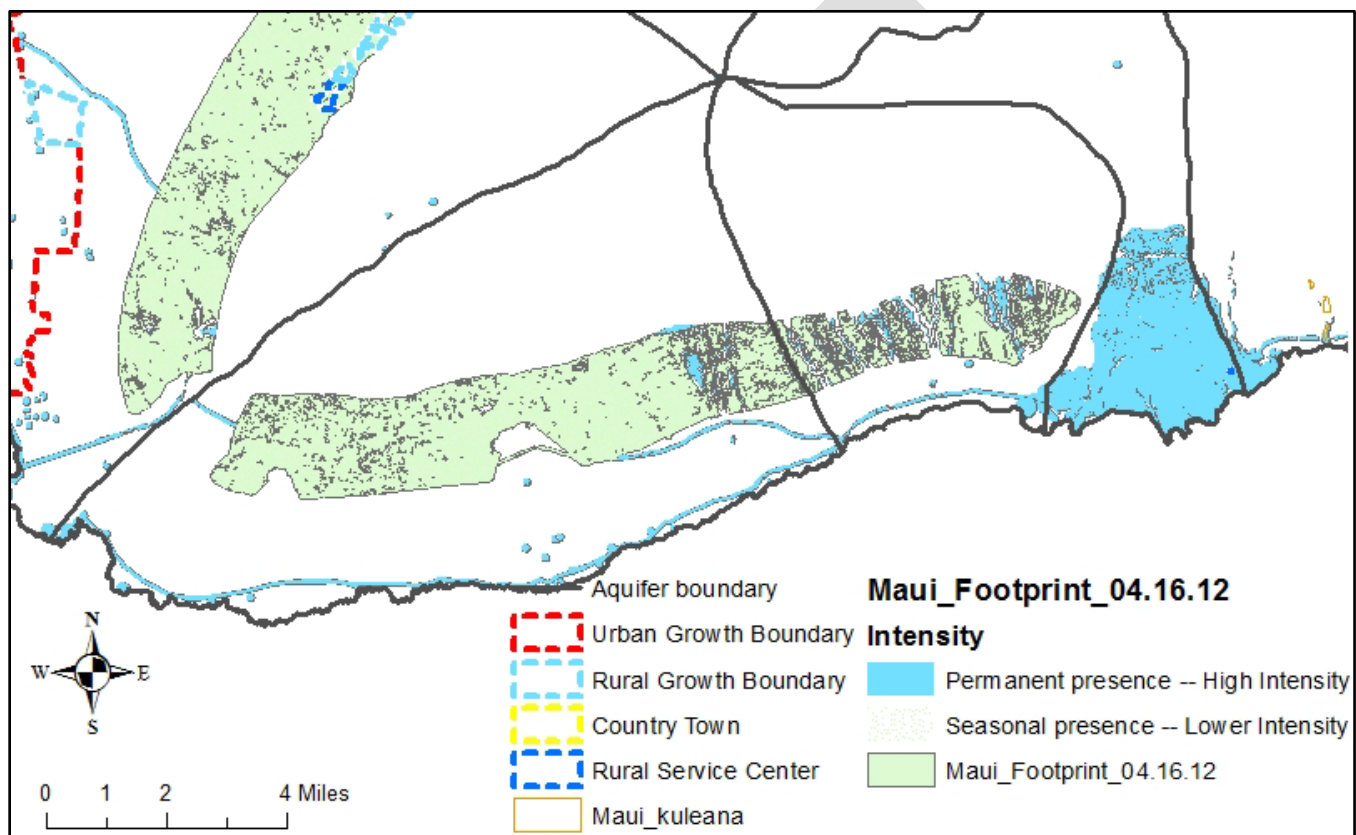 Aquifer boundary
Urban Growth Boundary
Rural Growth Boundary
Country Town
Rural Service Center
Maui_kuleana
Maui_Footprint_04.16.12
Intensity
Permanent presence -- High Intensity
Seasonal presence -- Lower Intensity
Maui_Footprint_04.16.12
N
W E
S
0 1 2 4 Miles